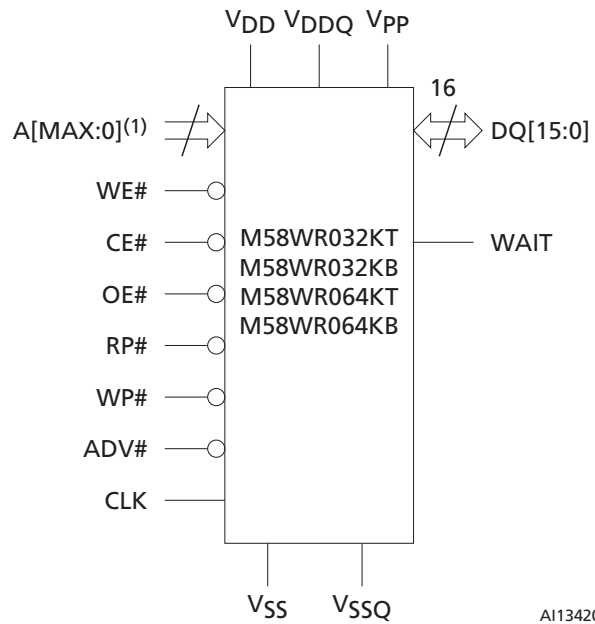 VDD VDDQ VPP
16
A[MAX:0](1)
DQ[15:0]
WE#
CE#
M58WR032KT
WAIT
M58WR032KB
OE#
M58WR064KT
M58WR064KB
RP#
WP#
ADV#
CLK
VSS VSSQ
AI13420